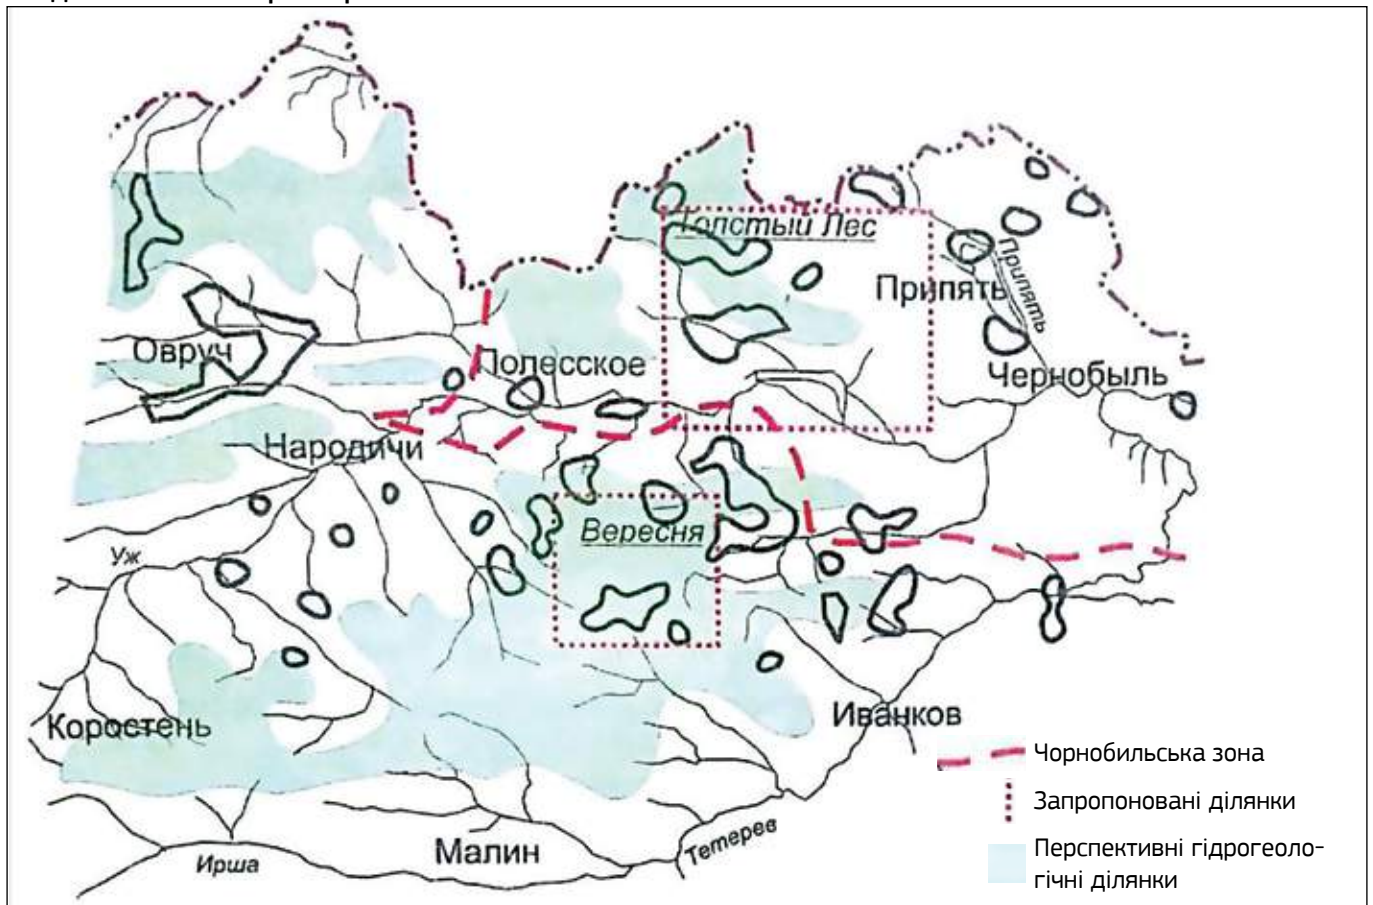 Толстый Лес
Припять
Припять
Овруч
Полесское
Чернобыль
Народичи
Вересня
Уж
Коростень
Иванков
Чорнобильська зона
Запропоновані ділянки
Перспективні гідрогеоло-
гічні ділянки
Малин
Тетерев
Ирша